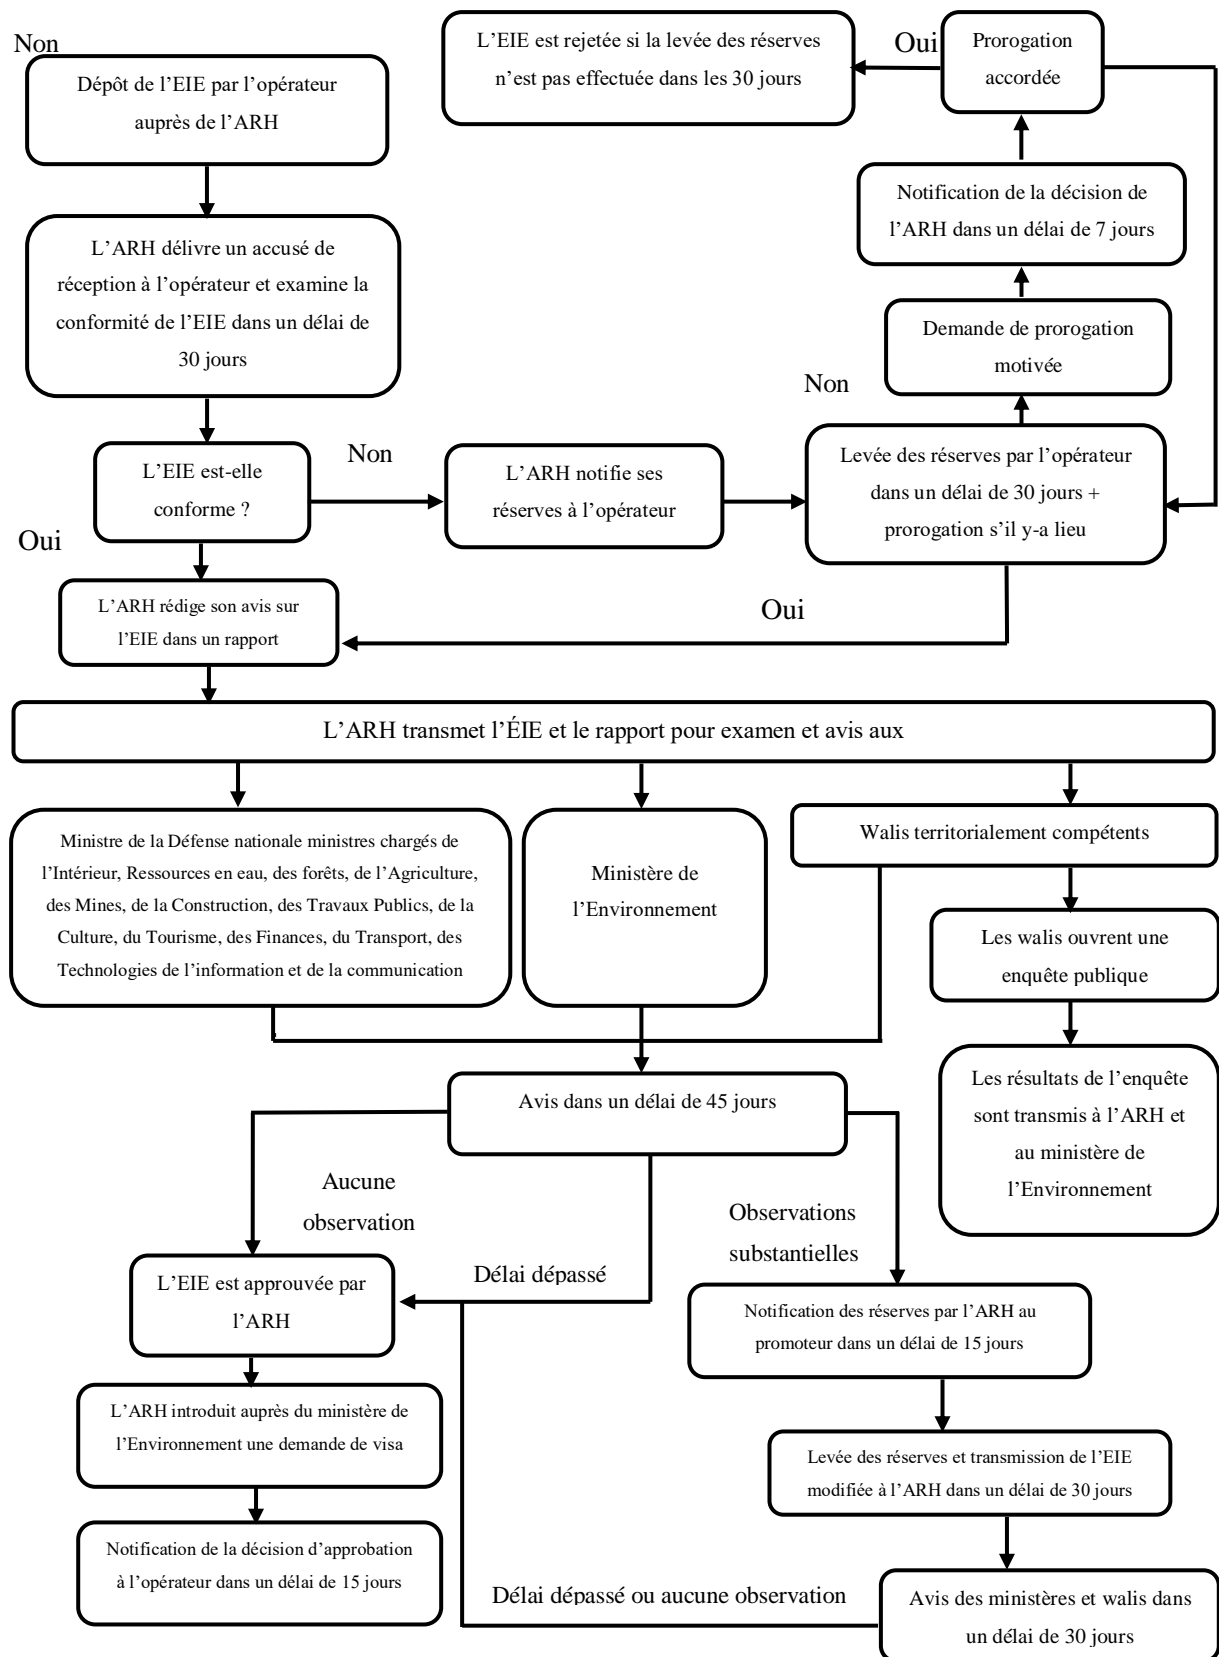 Non
Dépôt de l'EIE par l'opérateur
auprès de l'ARH
L'EIE est rejetée si la levée des réserves
n'est pas effectuée dans les 30 jours
Oui
Prorogation
accordée
Notification de la décision de
l'ARH dans un délai de 7 jours
L'ARH délivre un accusé de
réception à l'opérateur et examine la
conformité de l'EIE dans un délai de
30 jours
Demande de prorogation
motivée
Non
L'EIE est-elle
conforme ?
Non
L'ARH notifie ses
réserves à l'opérateur
Levée des réserves par l'opérateur
dans un délai de 30 jours +
prorogation s'il y-a lieu
Oui
L'ARH rédige son avis sur
l'EIE dans un rapport
Oui
L'ARH transmet l'ÉIE et le rapport pour examen et avis aux
Ministre de la Défense nationale ministres chargés de
l'Intérieur, Ressources en eau, des forêts, de l'Agriculture,
des Mines, de la Construction, des Travaux Publics, de la
Culture, du Tourisme, des Finances, du Transport, des
Technologies de l'information et de la communication
Ministère de
l'Environnement
Walis territorialement compétents
Les walis ouvrent une
enquête publique
Les résultats de l'enquête
sont transmis à l'ARH et
au ministère de
l'Environnement
Avis dans un délai de 45 jours
Aucune
observation
Observations
substantielles
Délai dépassé
L'EIE est approuvée par
l'ARH
Notification des réserves par l'ARH au
promoteur dans un délai de 15 jours
L'ARH introduit auprès du ministère de
l'Environnement une demande de visa
Levée des réserves et transmission de l'EIE
modifiée à l'ARH dans un délai de 30 jours
Notification de la décision d'approbation
à l'opérateur dans un délai de 15 jours
Délai dépassé ou aucune observation
Avis des ministères et walis dans
un délai de 30 jours